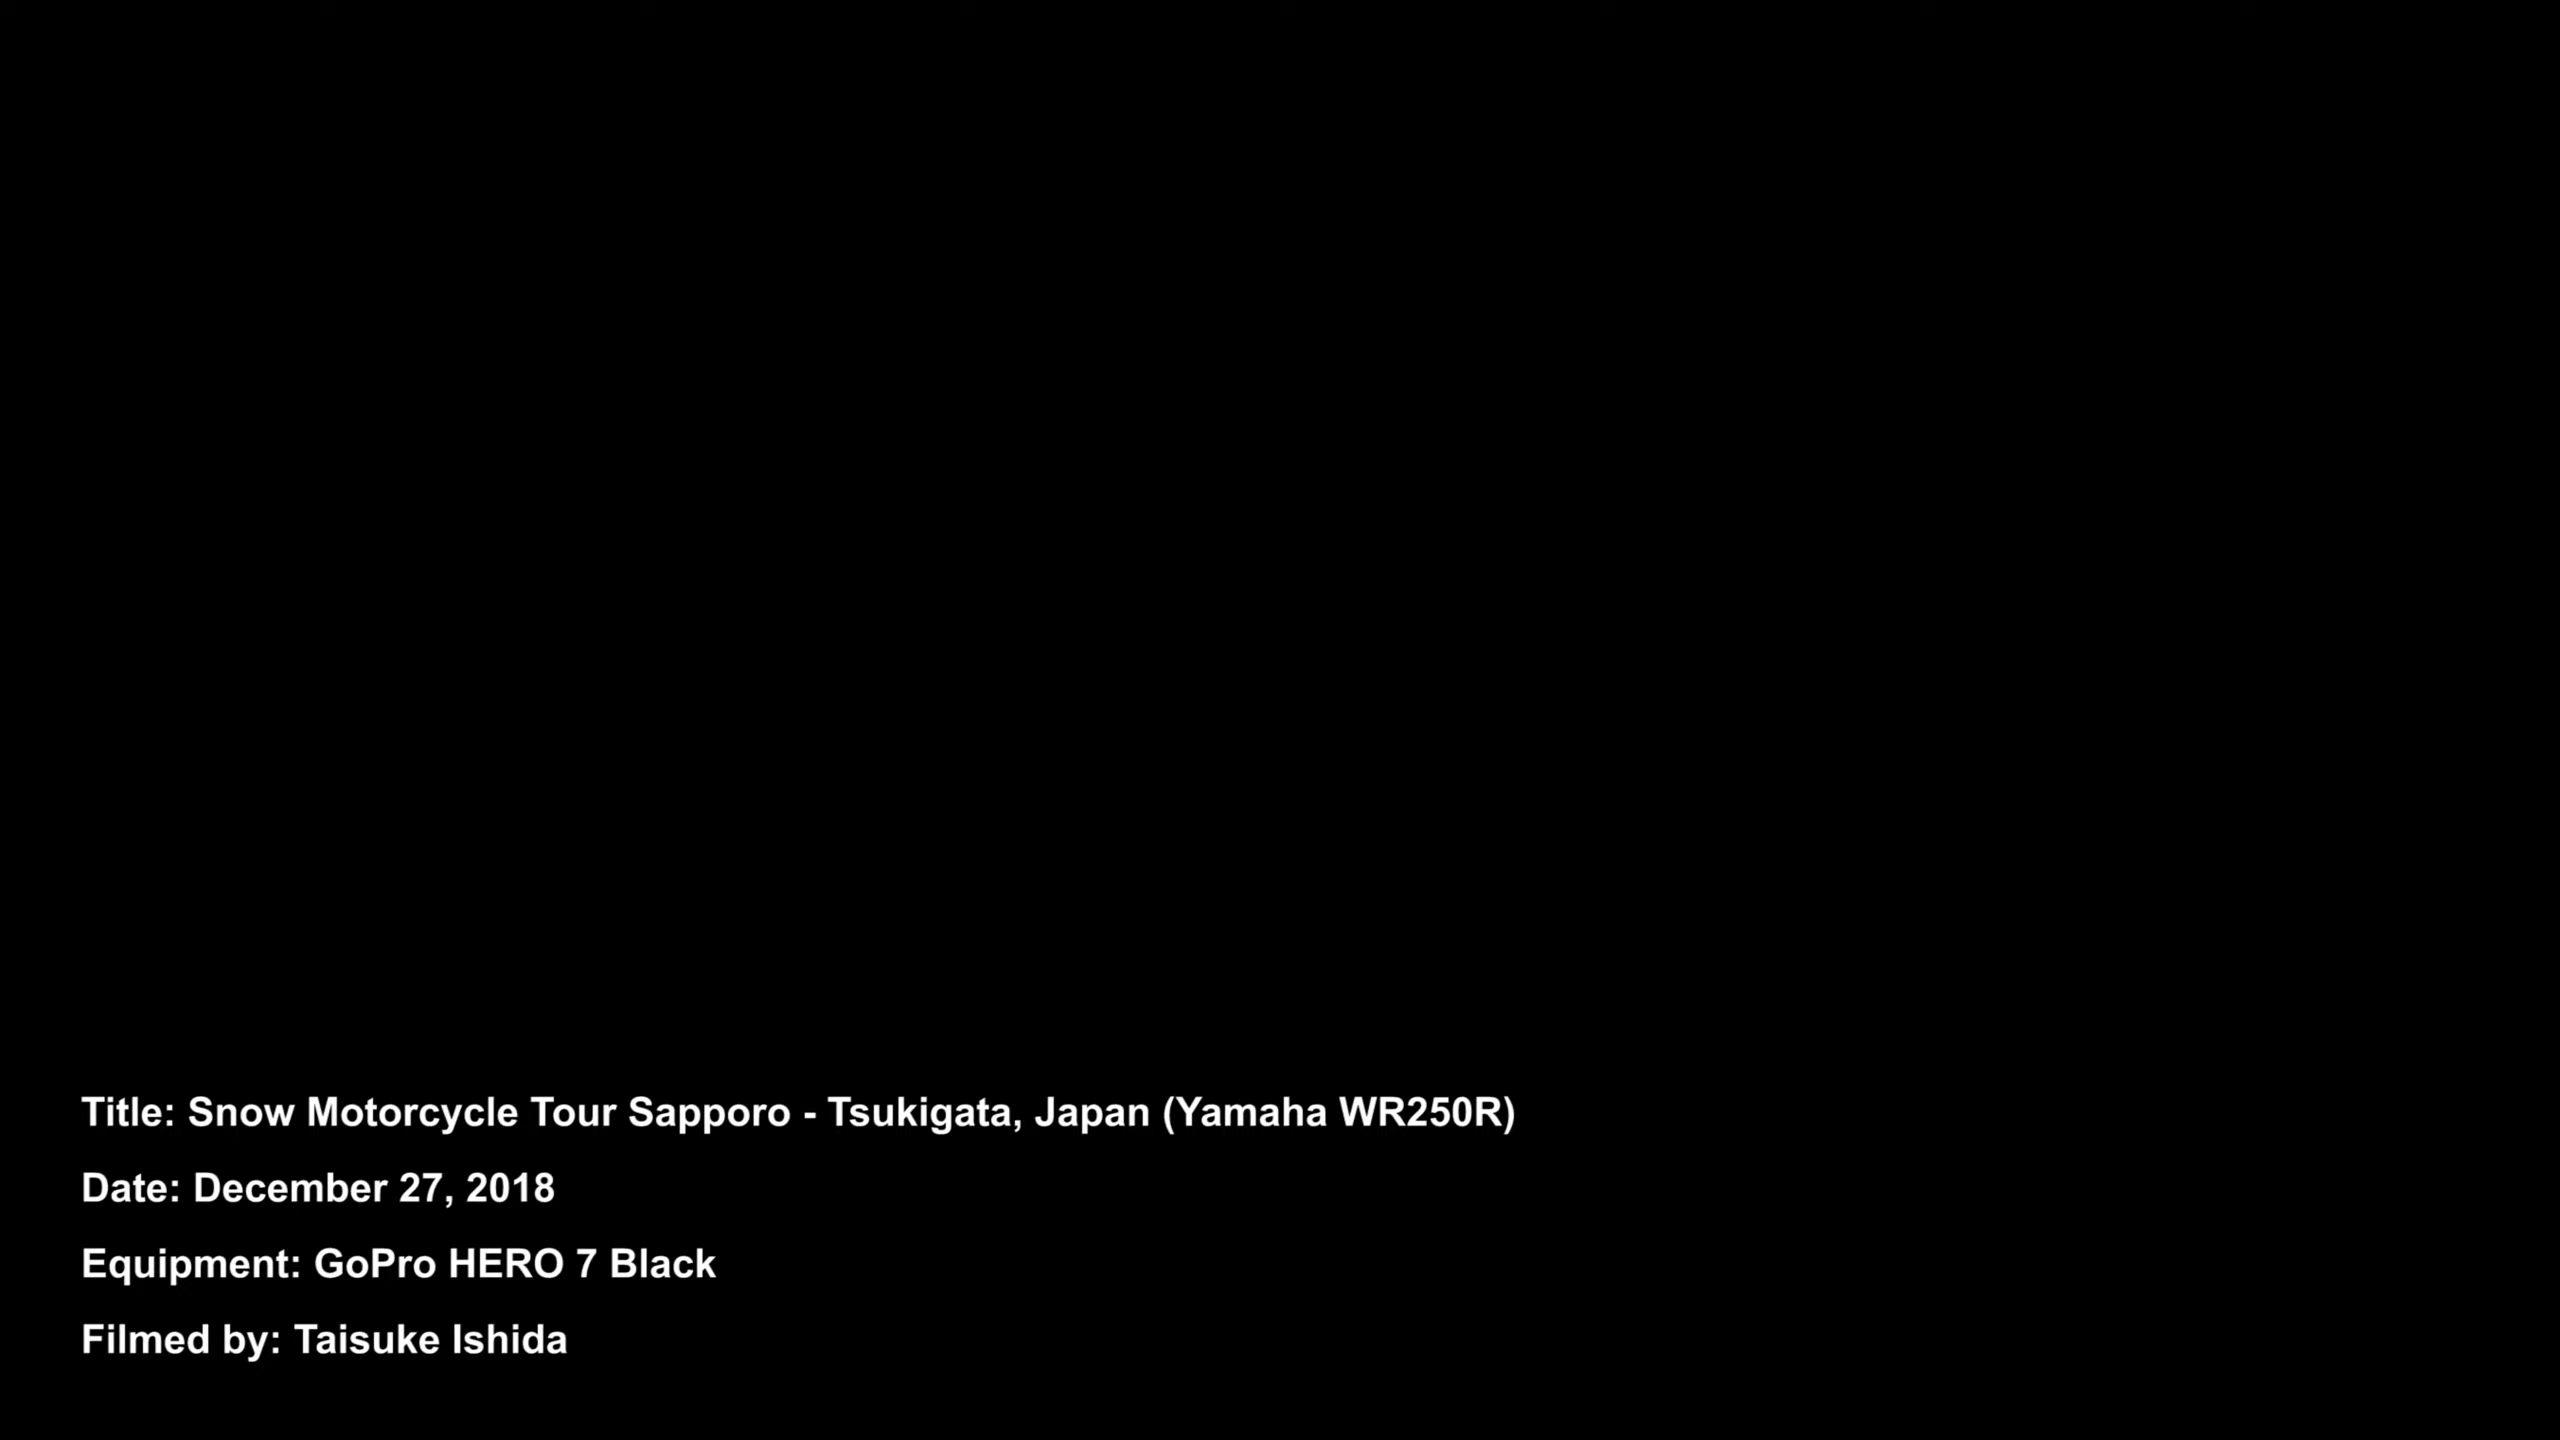 Title: Snow Motorcycle Tour Sapporo - Tsukigata, Japan (Yamaha WR250R)
Date: December 27, 2018
Equipment: GoPro HERO 7 Black
Filmed by: Taisuke Ishida